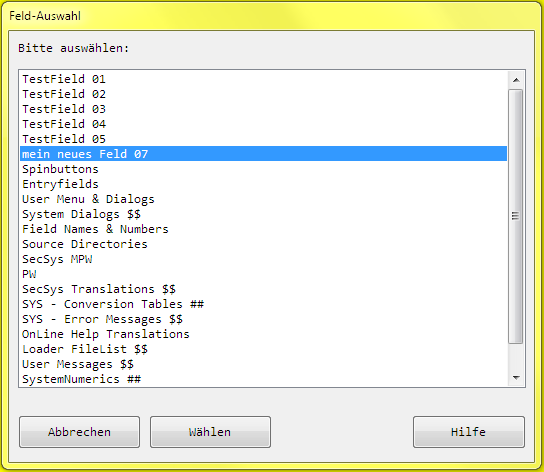 Feld-Auswahl
Bitte auswählen:
TestField 01
TestField 02
TestField 03
TestField 04
TestField 05
mein neues Feld 07
Spinbuttons
Entryfields
User Menu & Dialogs
System Dialogs $$
Field Names & Numbers
Source Directories
SecSys MPW
PW
SecSys Translations $$
SYS - Conversion Tables ##
SYS - Error Messages $$
OnLine Help Translations
Loader FileList $$
User Messages $$
SystemNumerics ##
Abbrechen Wählen Hilfe